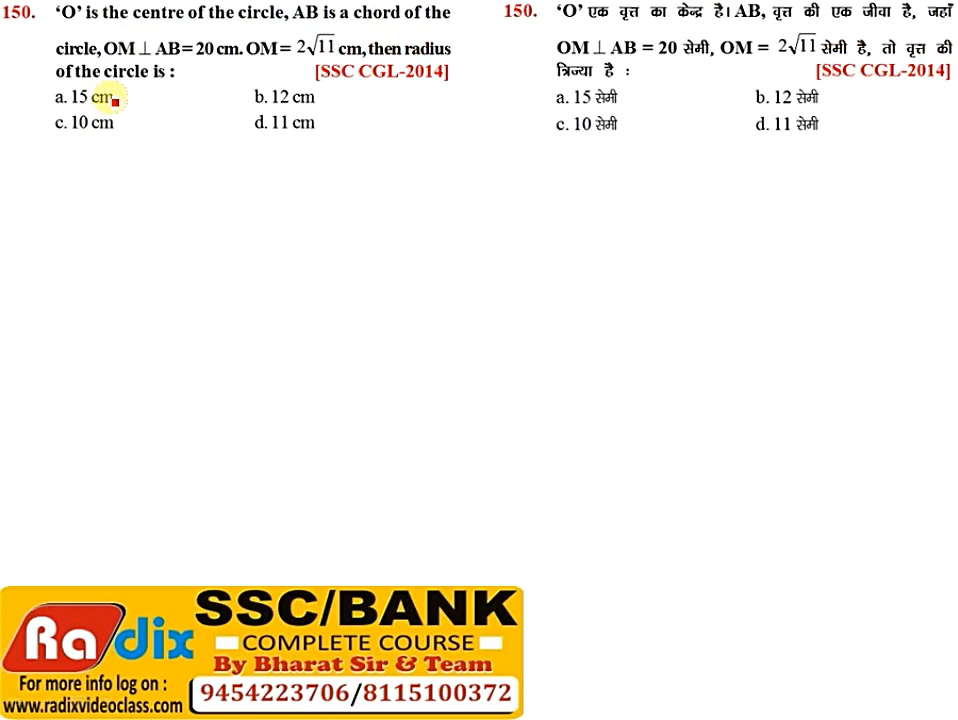 150. ‘O’ is the centre of the circle, AB is a chord of the
circle, OM ⊥ AB = 20 cm. OM = 2√11 cm, then radius
of the circle is : [SSC CGL-2014]
a. 15 cm b. 12 cm
c. 10 cm d. 11 cm
150. ‘O’ एक वृत्त का केन्द्र है। AB, वृत्त की एक जीवा है, जहाँ
OM ⊥ AB = 20 सेमी, OM = 2√11 सेमी है, तो वृत्त की
त्रिज्या है : [SSC CGL-2014]
a. 15 सेमी b. 12 सेमी
c. 10 सेमी d. 11 सेमी
Radix
SSC/BANK
COMPLETE COURSE
By Bharat Sir & Team
For more info log on :
www.radixvideoclass.com
9454223706/8115100372